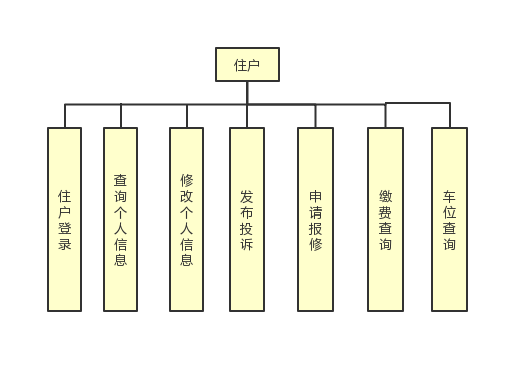 住户
住户登录
查询个人信息
修改个人信息
发布投诉
申请报修
缴费查询
车位查询